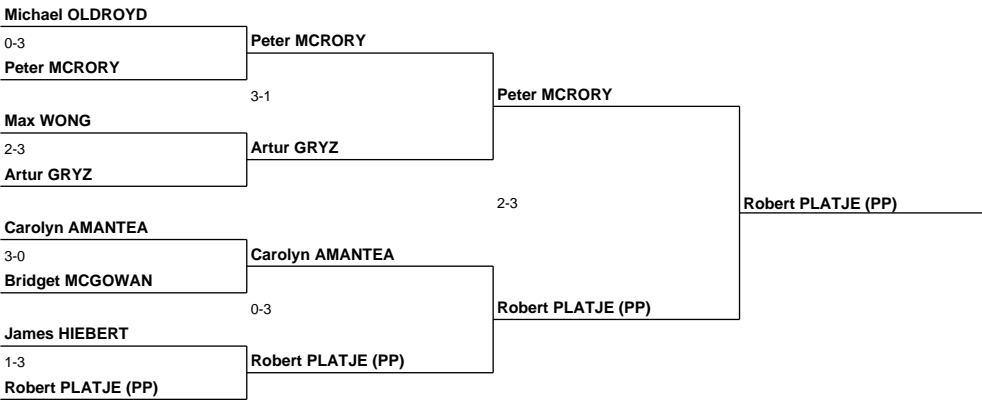 Michael OLDROYD
0-3
Peter MCRORY
Peter MCRORY
3-1
Peter MCRORY
Max WONG
2-3
Artur GRYZ
Artur GRYZ
2-3
Robert PLATJE (PP)
Carolyn AMANTEA
3-0
Carolyn AMANTEA
Bridget MCGOWAN
0-3
Robert PLATJE (PP)
James HIEBERT
1-3
Robert PLATJE (PP)
Robert PLATJE (PP)